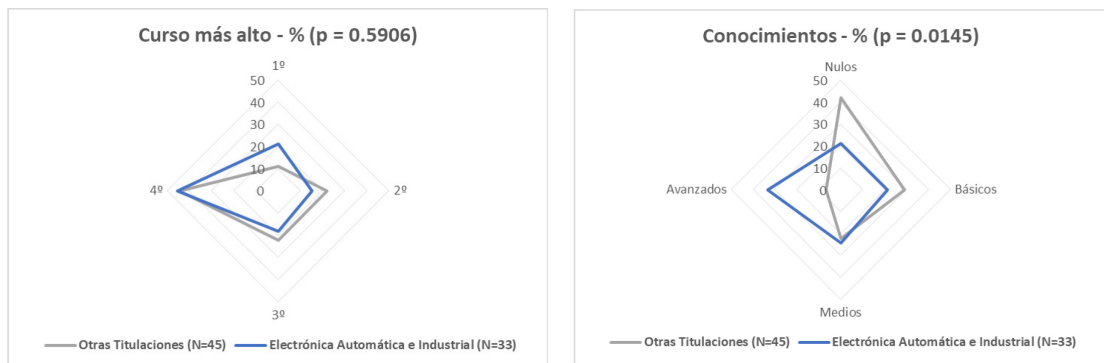 Curso más alto - % (p = 0.5906)
1º
50
40
30
20
10
0
4º
2º
3º
Otras Titulaciones (N=45)
Electrónica Automática e Industrial (N=33)
Conocimientos - % (p = 0.0145)
Nulos
50
40
30
20
10
0
Avanzados
Básicos
Medios
Otras Titulaciones (N=45)
Electrónica Automática e Industrial (N=33)